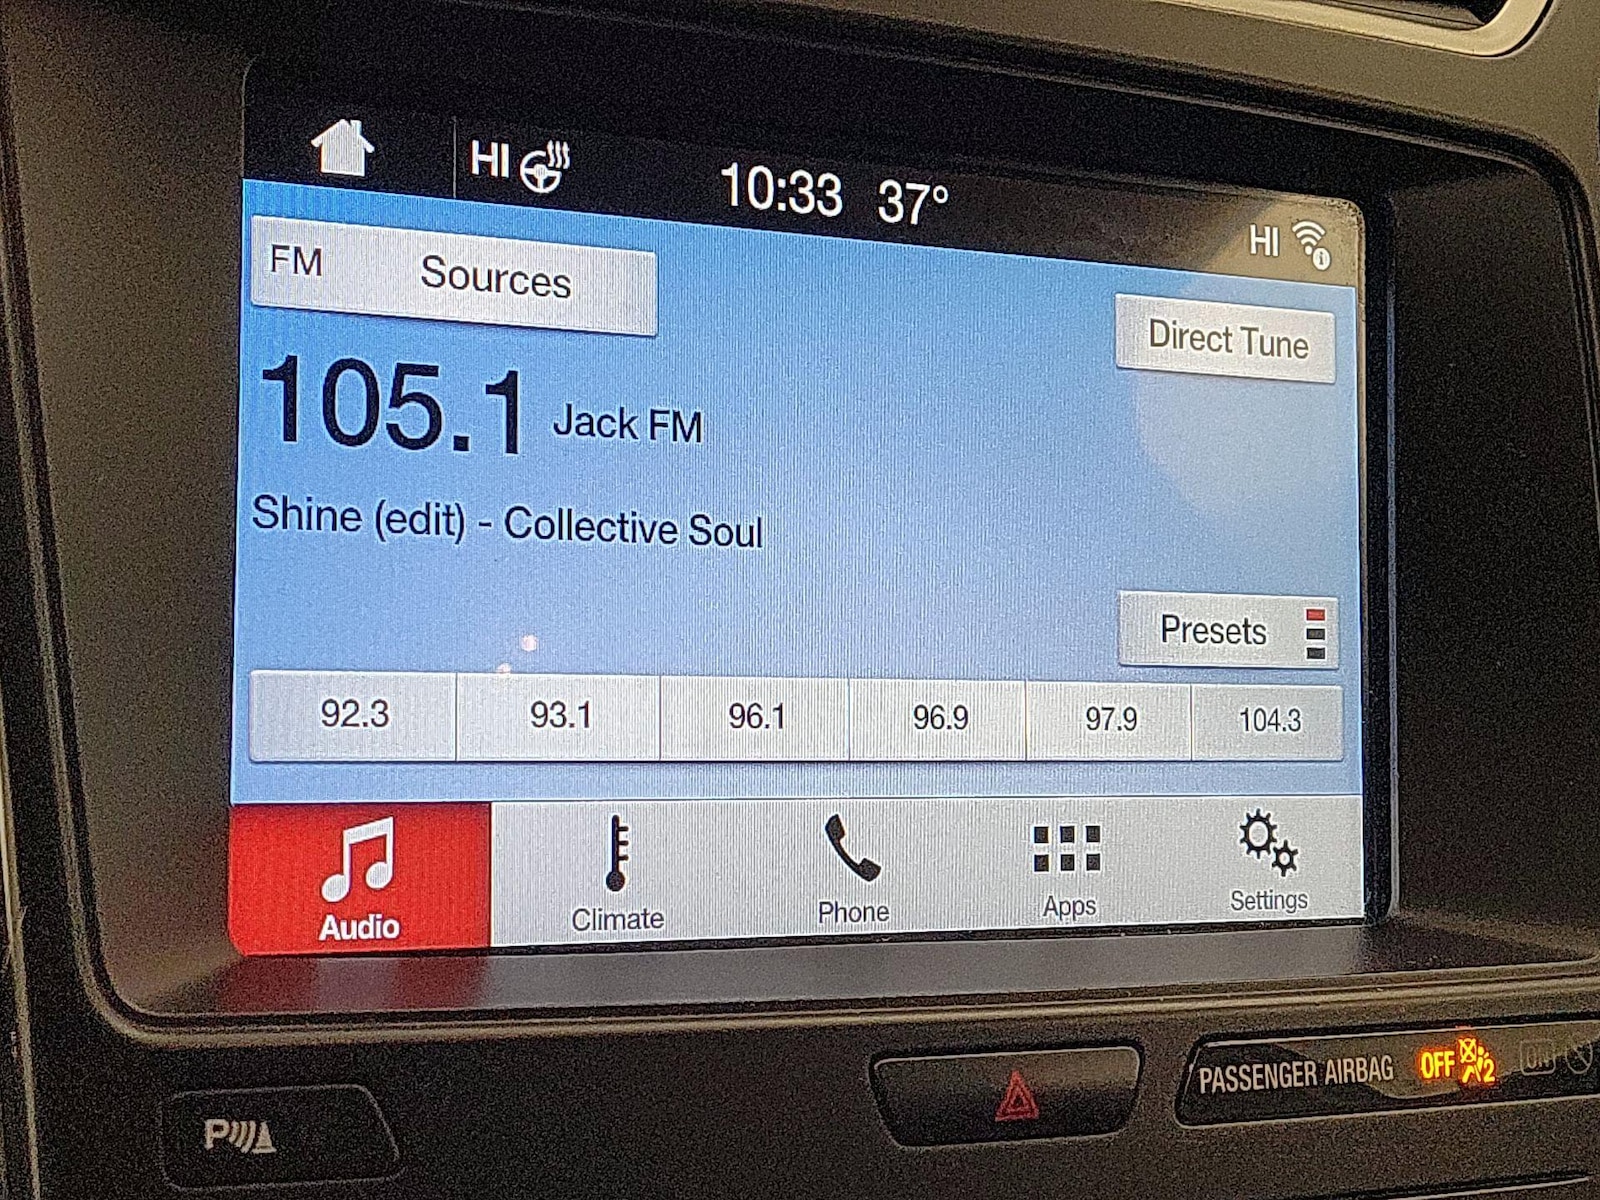 HI 10:33 37° HI
FM Sources
Direct Tune
105.1 Jack FM
Shine (edit) - Collective Soul
Presets
92.3 93.1 96.1 96.9 97.9 104.3
Audio Climate Phone Apps Settings
PASSENGER AIRBAG OFF 2 ON
P